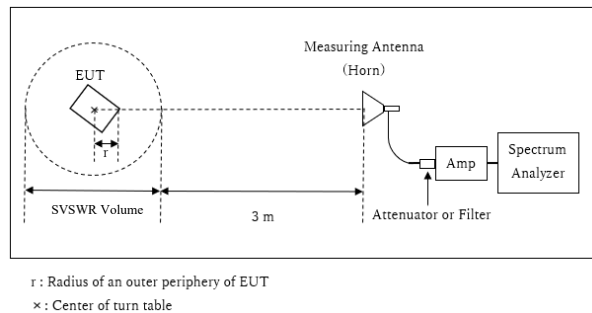 Measuring Antenna
(Horn)
EUT
r
Amp
Spectrum
Analyzer
SVSWR Volume
3 m
Attenuator or Filter
r : Radius of an outer periphery of EUT
× : Center of turn table